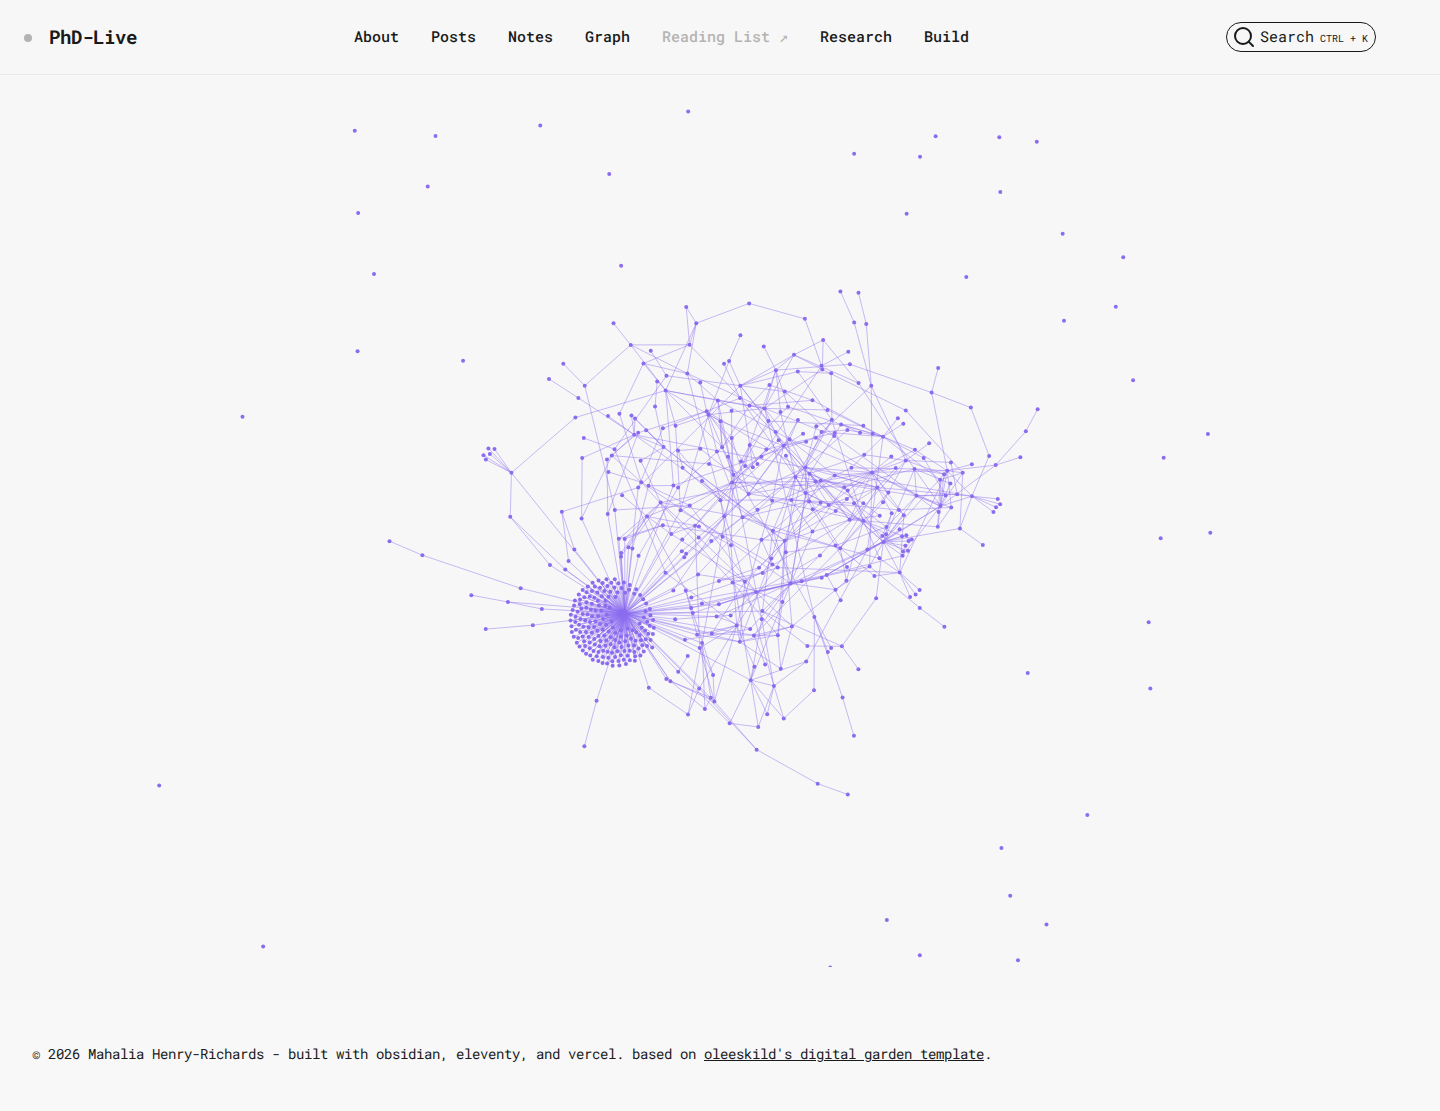 PhD-Live
About Posts Notes Graph Reading List ↗ Research Build
Search CTRL + K
© 2026 Mahalia Henry-Richards - built with obsidian, eleventy, and vercel. based on oleeskild's digital garden template.